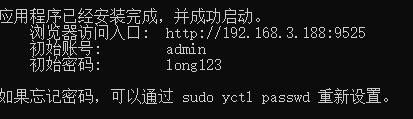 应用程序已经安装完成，并成功启动。
浏览器访问入口: http://192.168.3.188:9525
初始账号: admin
初始密码: long123
如果忘记密码，可以通过 sudo yctl passwd 重新设置。